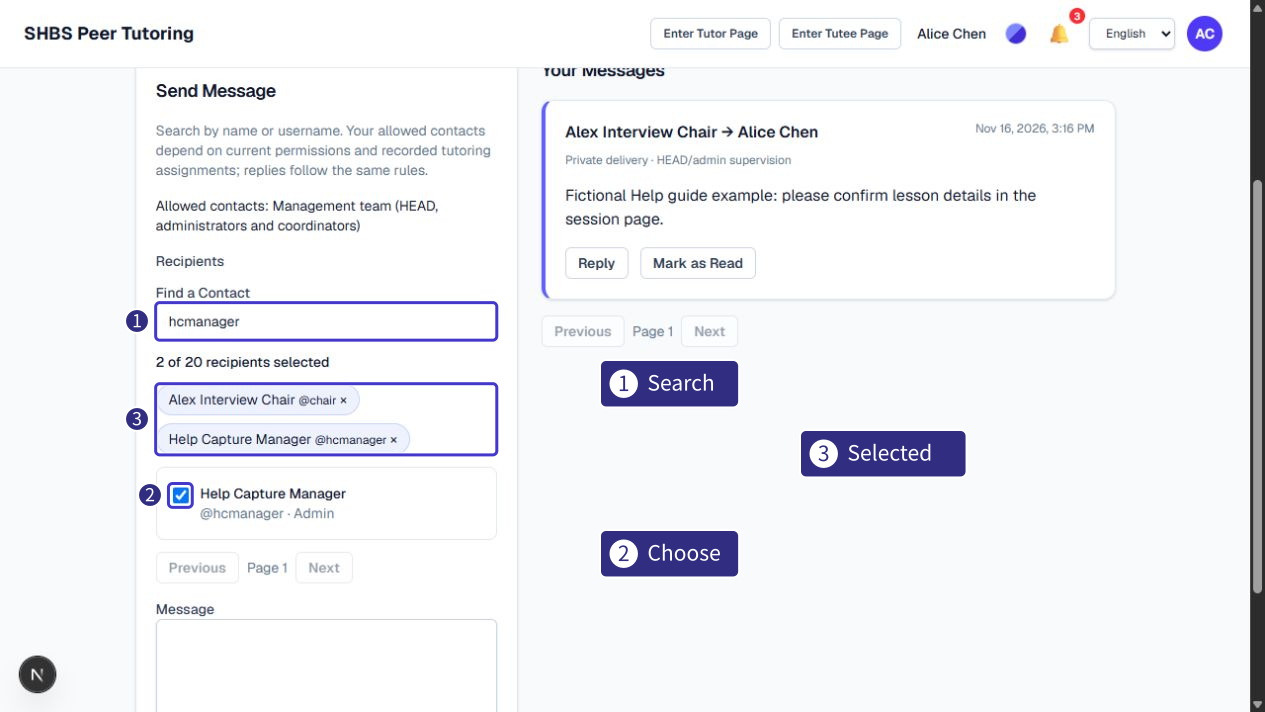 SHBS Peer Tutoring
Enter Tutor Page
Enter Tutee Page
Alice Chen
3
English
AC
Send Message
Search by name or username. Your allowed contacts
depend on current permissions and recorded tutoring
assignments; replies follow the same rules.
Allowed contacts: Management team (HEAD,
administrators and coordinators)
Recipients
Find a Contact
1
hcmanager
2 of 20 recipients selected
3
Alex Interview Chair @chair ×
Help Capture Manager @hcmanager ×
2
Help Capture Manager
@hcmanager · Admin
Previous
Page 1
Next
Message
N
Your Messages
Alex Interview Chair → Alice Chen
Nov 16, 2026, 3:16 PM
Private delivery · HEAD/admin supervision
Fictional Help guide example: please confirm lesson details in the
session page.
Reply
Mark as Read
Previous
Page 1
Next
1 Search
3 Selected
2 Choose